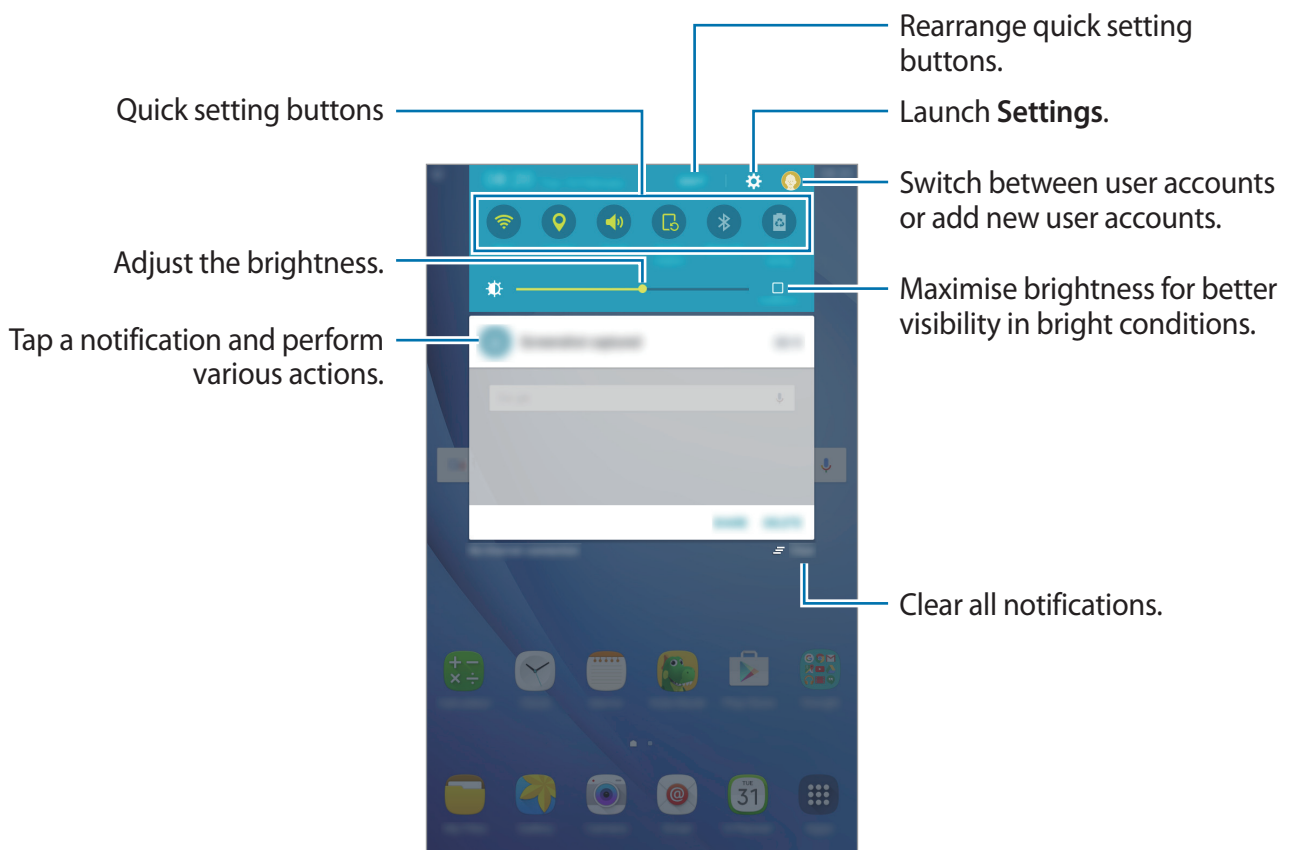 Rearrange quick setting
buttons.
Quick setting buttons
Launch Settings.
Switch between user accounts
or add new user accounts.
Adjust the brightness.
Maximise brightness for better
visibility in bright conditions.
Tap a notification and perform
various actions.
Clear all notifications.
TUE
31